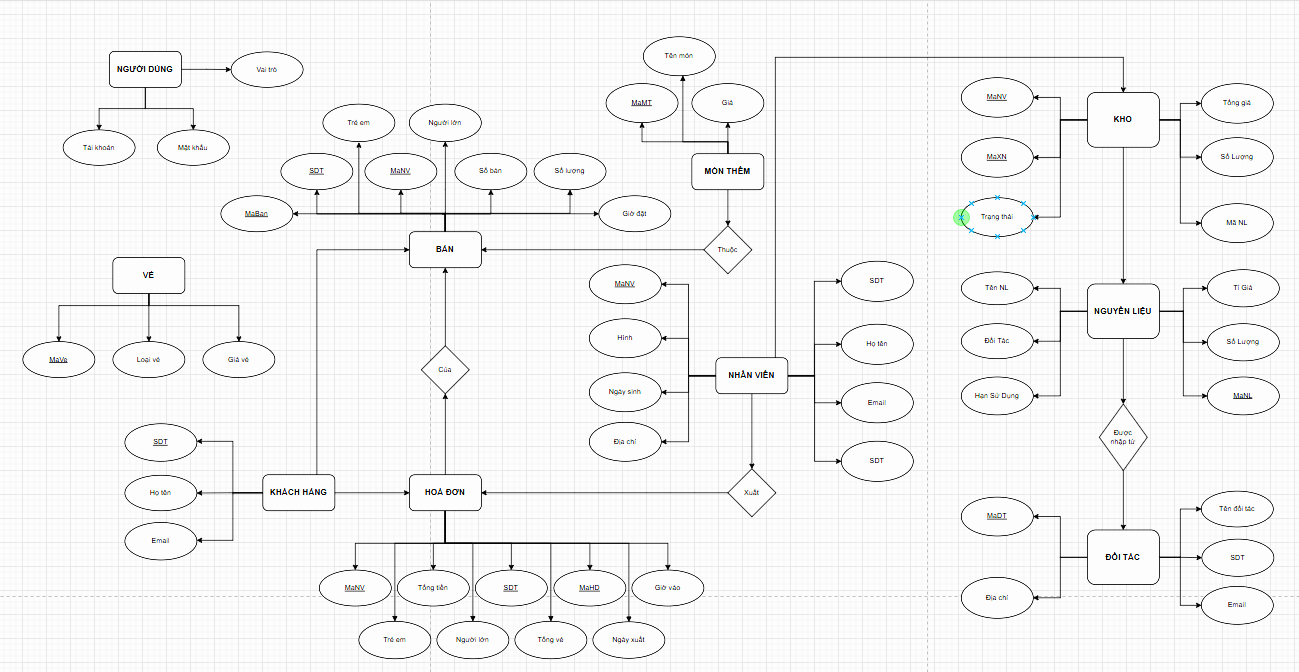 NGƯỜI DÙNG
Vai trò
Tài khoản
Mật khẩu
Tên món
MaMT
Giá
MÓN THÊM
Thuộc
Trẻ em
Người lớn
SDT
MaNV
Số bàn
Số lượng
MaBan
Giờ đặt
BÀN
VÉ
MaVe
Loại vé
Giá vé
Của
MaNV
Hình
Ngày sinh
Địa chỉ
NHÂN VIÊN
SDT
Họ tên
Email
SDT
Xuất
SDT
Họ tên
Email
KHÁCH HÀNG
HOÁ ĐƠN
MaNV
Tổng tiền
SDT
MaHD
Giờ vào
Trẻ em
Người lớn
Tổng vé
Ngày xuất
MaNV
MaXN
Trạng thái
KHO
Tổng giá
Số Lượng
Mã NL
Tên NL
Đối Tác
Hạn Sử Dụng
NGUYÊN LIỆU
Tỉ Giá
Số Lượng
MaNL
Được
nhập từ
MaDT
Địa chỉ
ĐỐI TÁC
Tên đối tác
SDT
Email